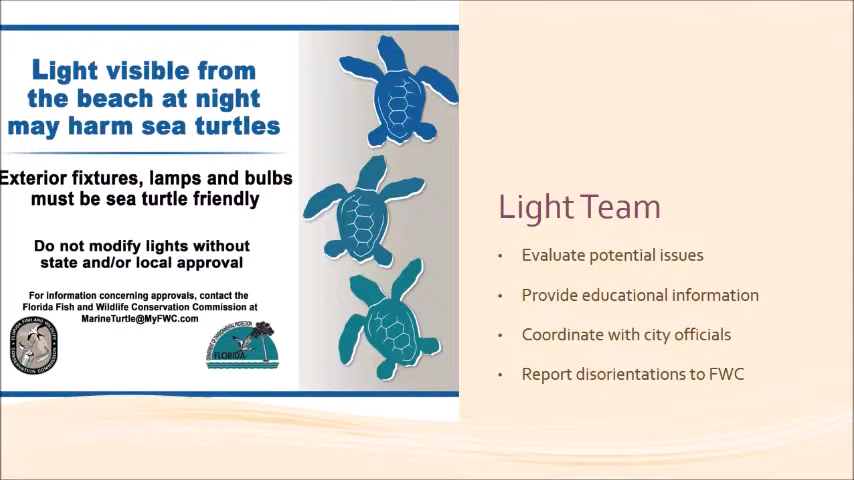 Light visible from
the beach at night
may harm sea turtles
Exterior fixtures, lamps and bulbs
must be sea turtle friendly
Do not modify lights without
state and/or local approval
For information concerning approvals, contact the
Florida Fish and Wildlife Conservation Commission at
MarineTurtle@MyFWC.com
FLORIDA
Light Team
• Evaluate potential issues
• Provide educational information
• Coordinate with city officials
• Report disorientations to FWC